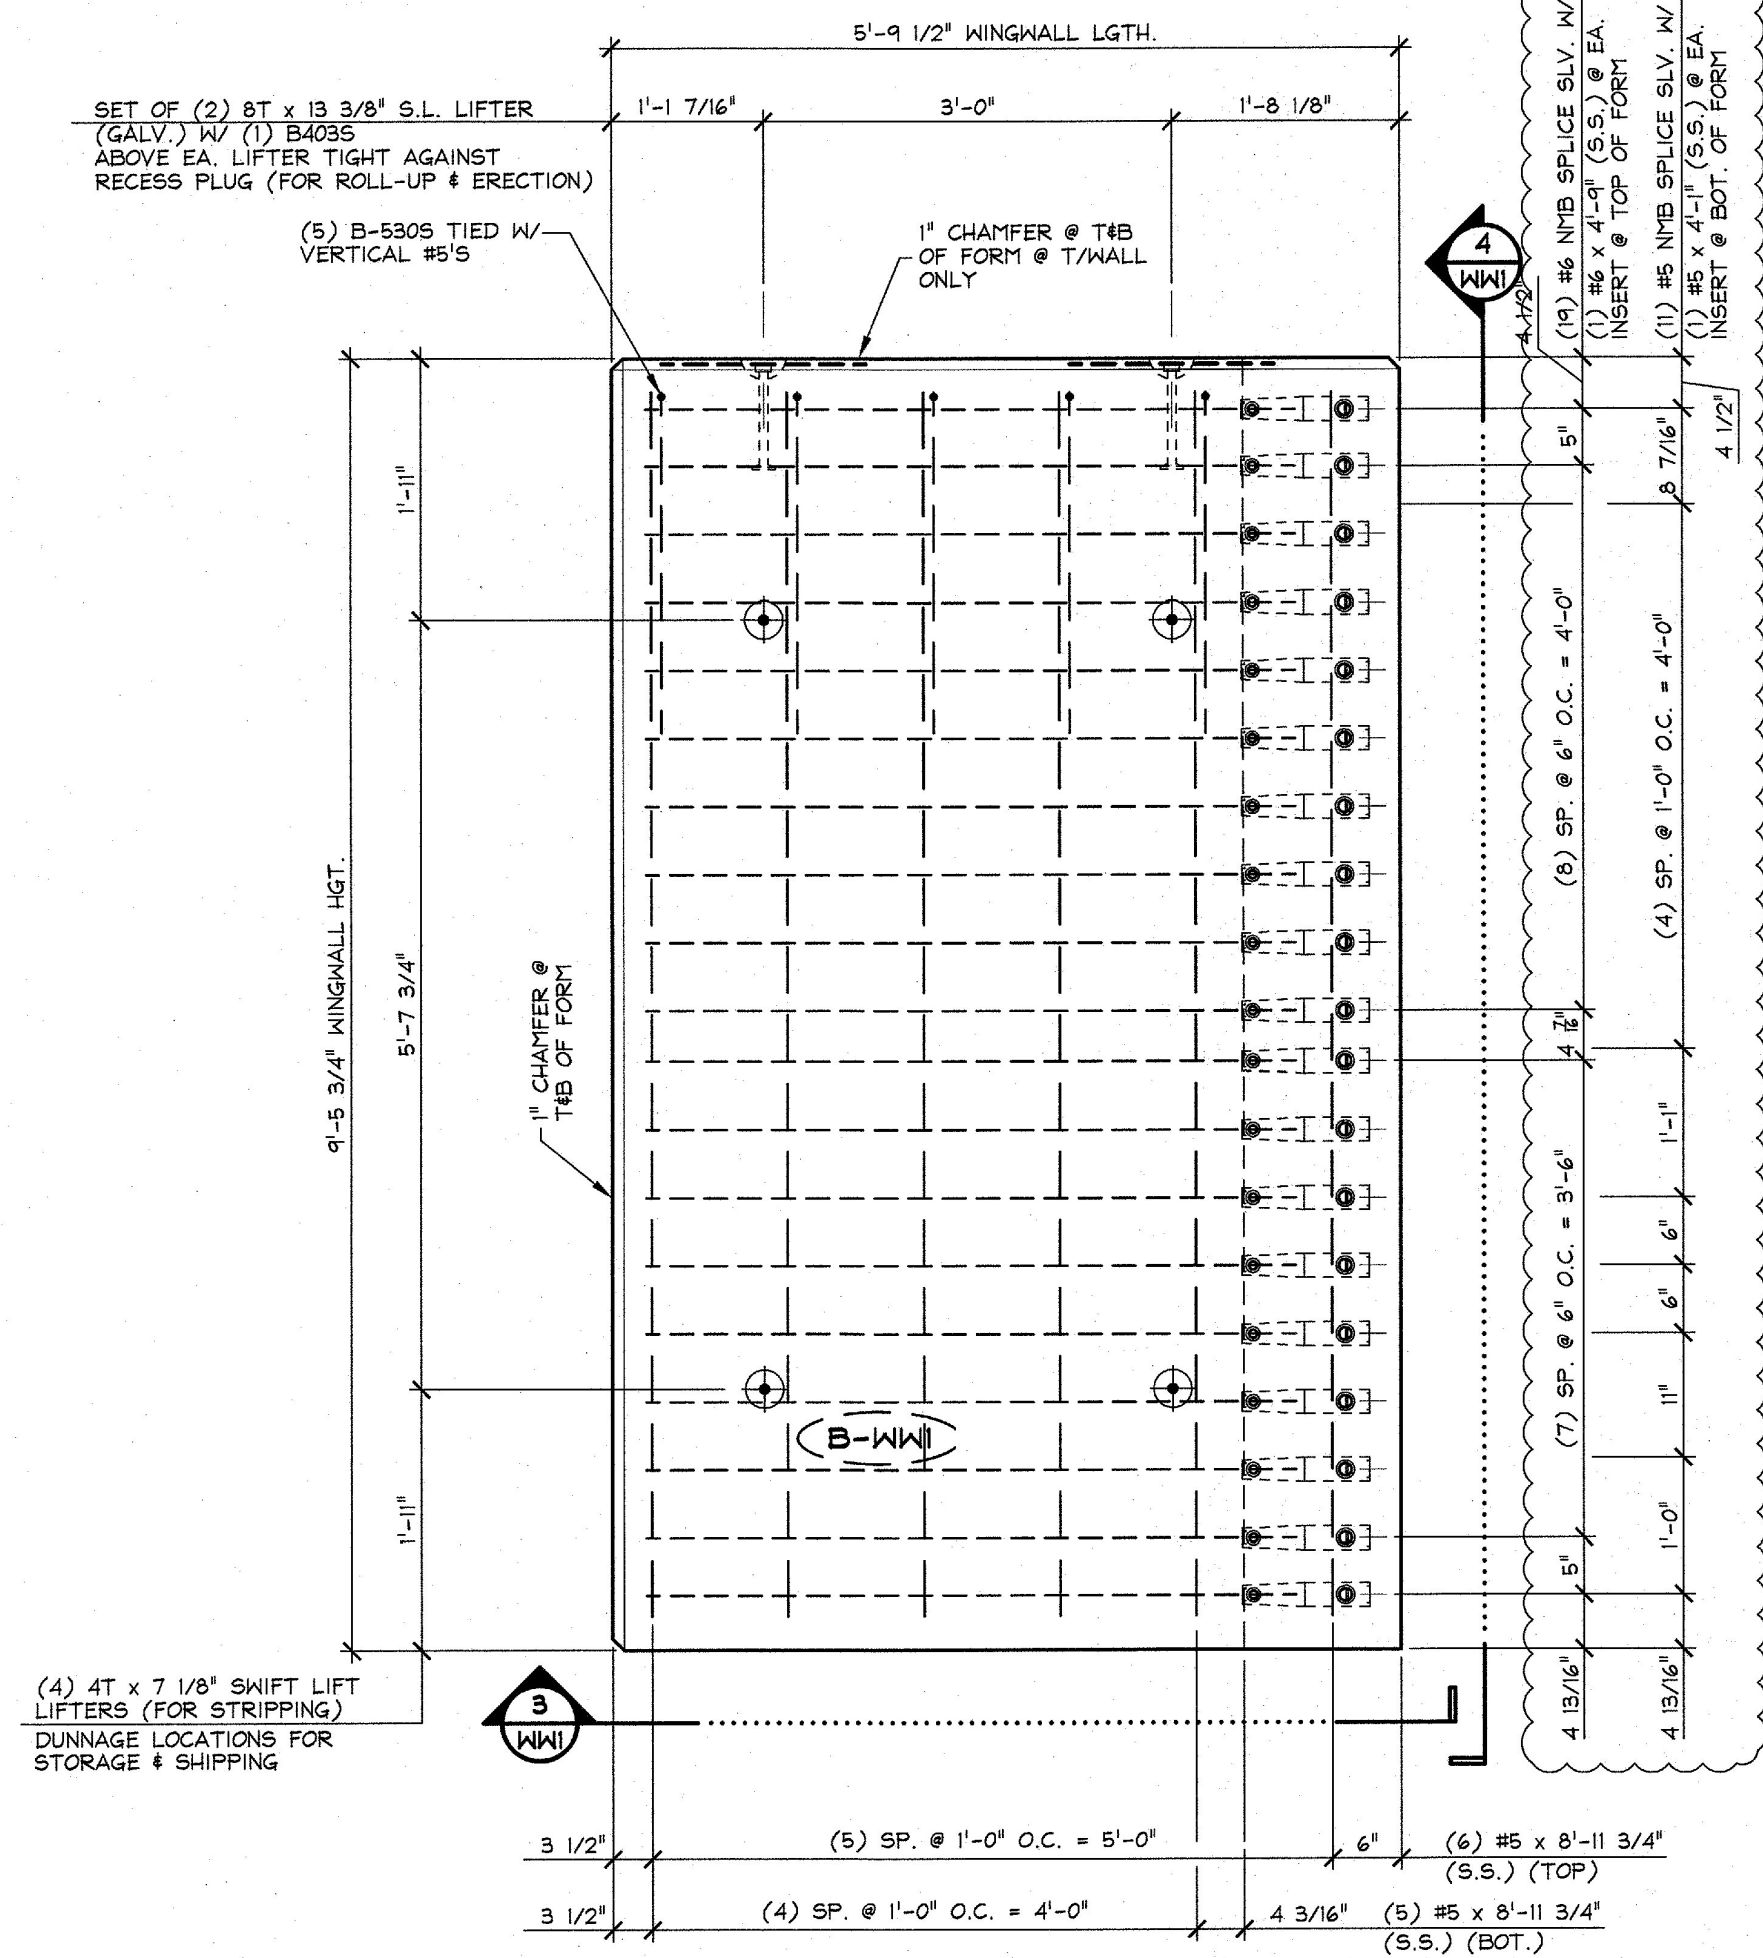 5'-9 1/2" WINGWALL LGTH.
SET OF (2) 8T x 13 3/8" S.L. LIFTER
(GALV.) W/ (1) B403S
ABOVE EA. LIFTER TIGHT AGAINST
RECESS PLUG (FOR ROLL-UP & ERECTION)
1'-1 7/16"
3'-0"
1'-8 1/8"
(5) B-530S TIED W/
VERTICAL #5'S
1" CHAMFER @ T&B
OF FORM @ T/WALL
ONLY
4
WW1
(19) #6 NMB SPLICE SLV. W/
(1) #6 x 4'-9" (S.S.) @ EA.
INSERT @ TOP OF FORM
(11) #5 NMB SPLICE SLV. W/
(1) #5 x 4'-1" (S.S.) @ EA.
INSERT @ BOT. OF FORM
4 1/2"
5"
(8) SP. @ 6" O.C. = 4'-0"
4 7/16"
(7) SP. @ 6" O.C. = 3'-6"
5"
4 13/16"
4 1/2"
8 7/16"
(4) SP. @ 1'-0" O.C. = 4'-0"
1'-1"
6"
6"
11"
1'-0"
4 13/16"
9'-5 3/4" WINGWALL HGT.
1'-11"
5'-7 3/4"
1'-11"
1" CHAMFER @
T&B OF FORM
B-WW1
(4) 4T x 7 1/8" SWIFT LIFT
LIFTERS (FOR STRIPPING)
DUNNAGE LOCATIONS FOR
STORAGE & SHIPPING
3
WW1
3 1/2"
(5) SP. @ 1'-0" O.C. = 5'-0"
6"
(6) #5 x 8'-11 3/4"
(S.S.) (TOP)
3 1/2"
(4) SP. @ 1'-0" O.C. = 4'-0"
4 3/16"
(5) #5 x 8'-11 3/4"
(S.S.) (BOT.)